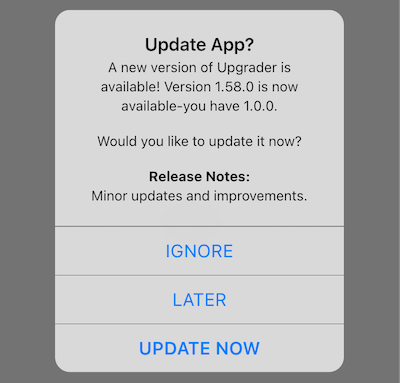 Update App?
A new version of Upgrader is
available! Version 1.58.0 is now
available-you have 1.0.0.
Would you like to update it now?
Release Notes:
Minor updates and improvements.
IGNORE
LATER
UPDATE NOW